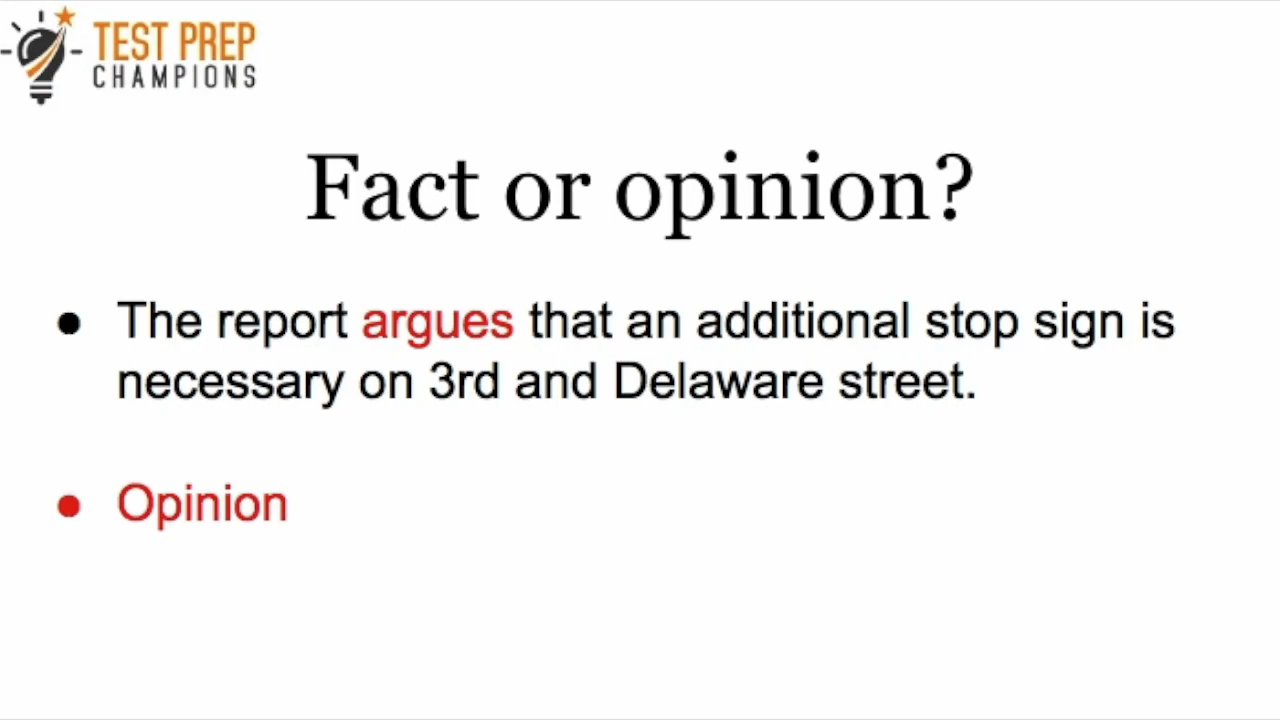 TEST PREP
CHAMPIONS
Fact or opinion?
● The report argues that an additional stop sign is
necessary on 3rd and Delaware street.
● Opinion